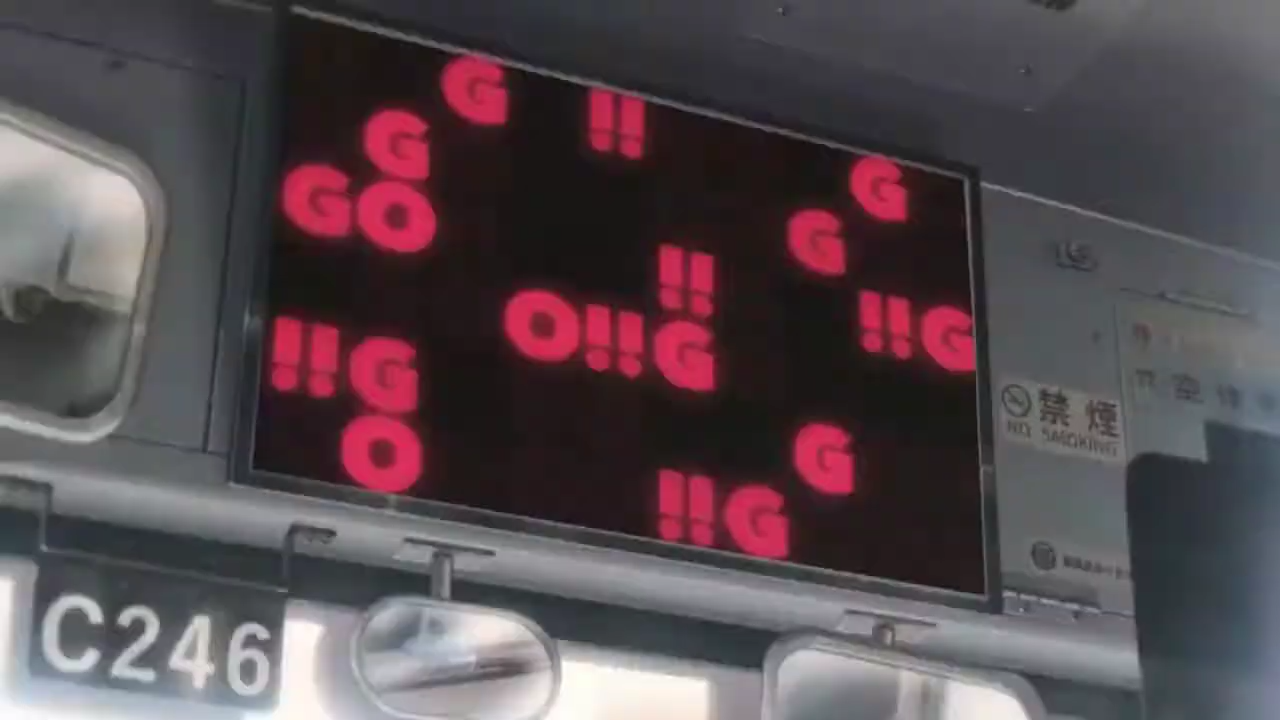 G !!
G G
GO G
!!
O!!G !!G
!!G
O G
!!G
禁煙
NO SMOKING
C246